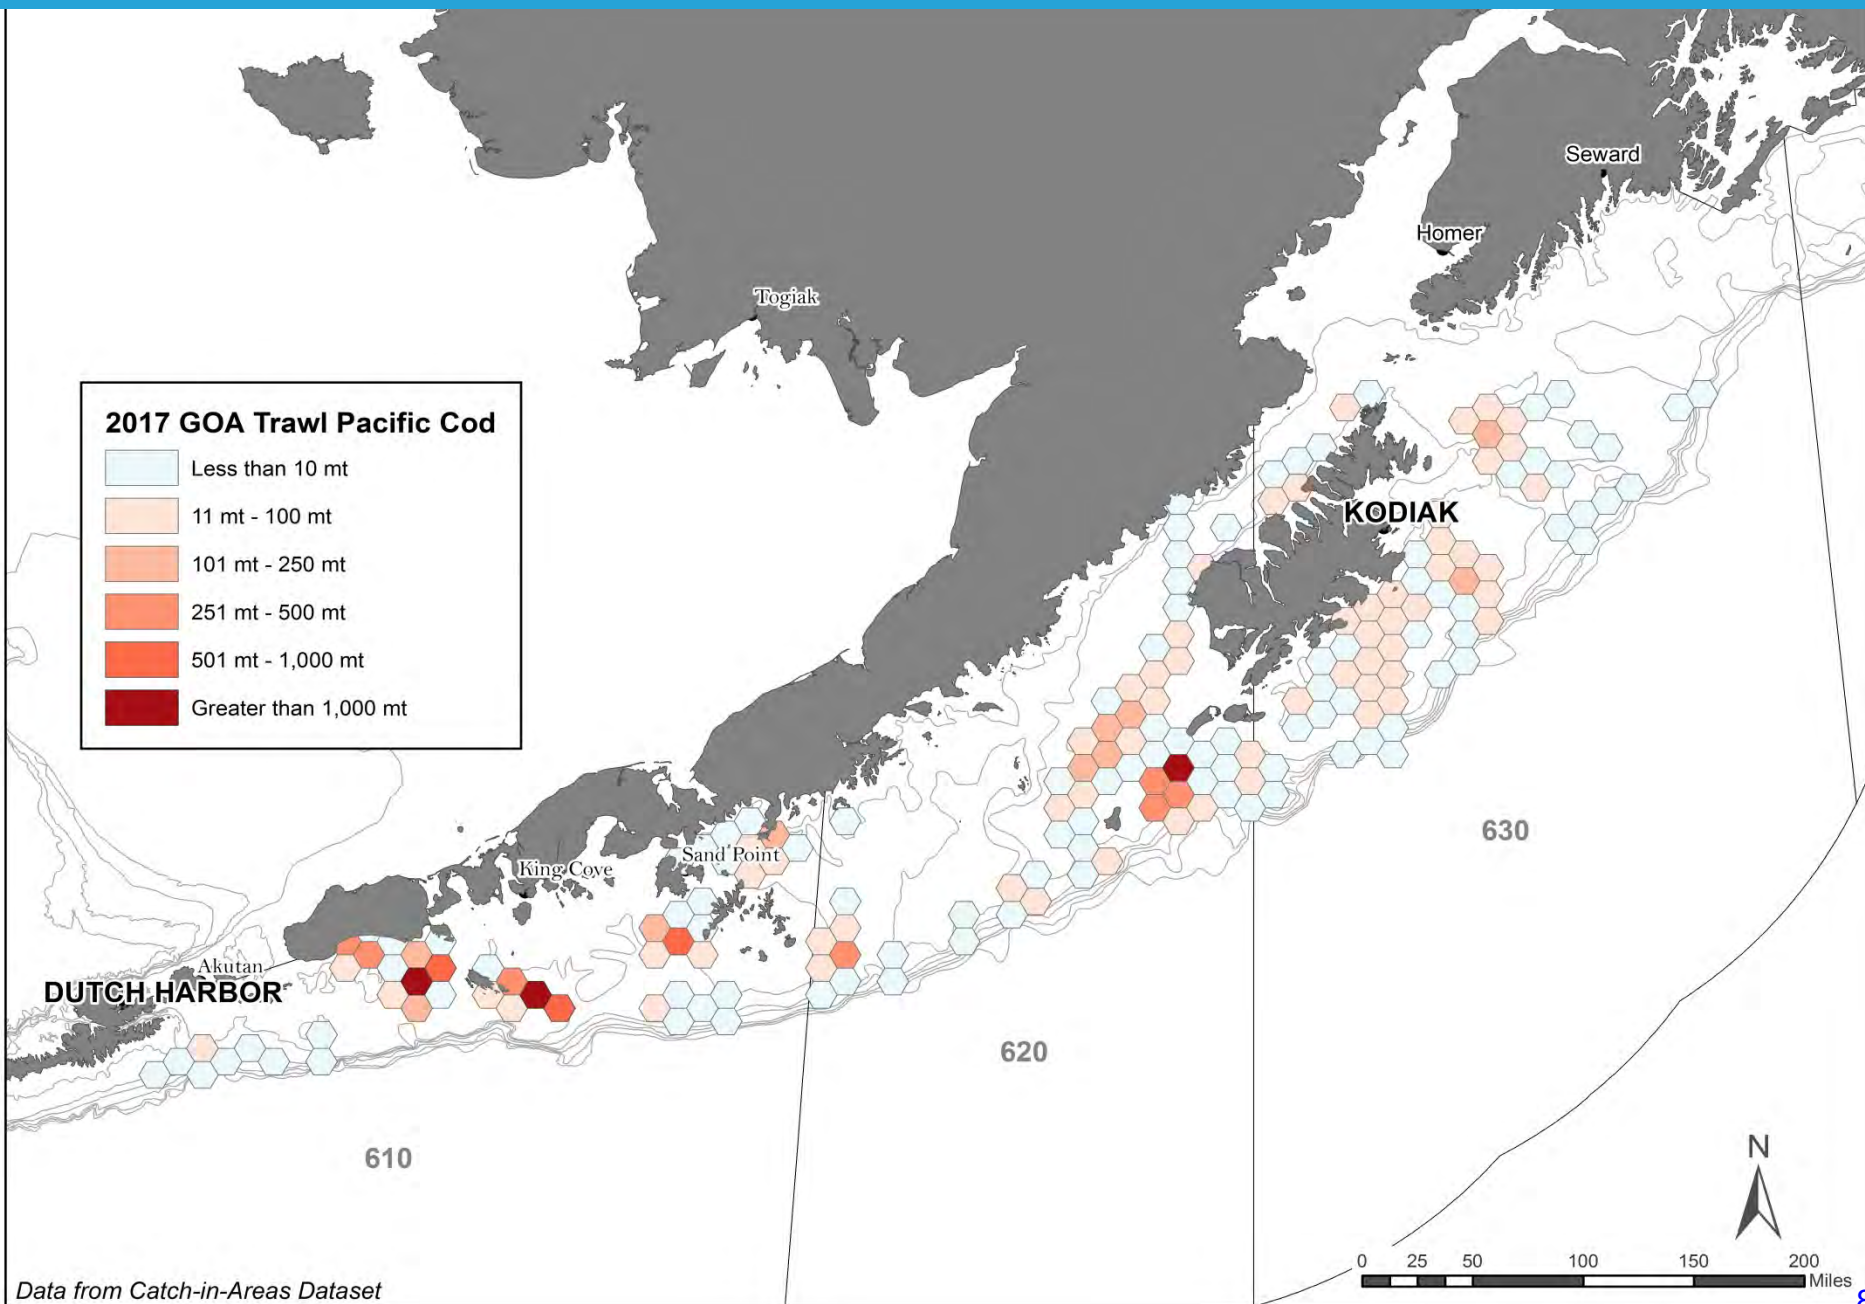 Seward
Homer
Togiak
2017 GOA Trawl Pacific Cod
Less than 10 mt
11 mt - 100 mt
101 mt - 250 mt
251 mt - 500 mt
501 mt - 1,000 mt
Greater than 1,000 mt
KODIAK
630
Sand Point
King Cove
Akutan
DUTCH HARBOR
620
610
N
0 25 50 100 150 200
Miles
Data from Catch-in-Areas Dataset